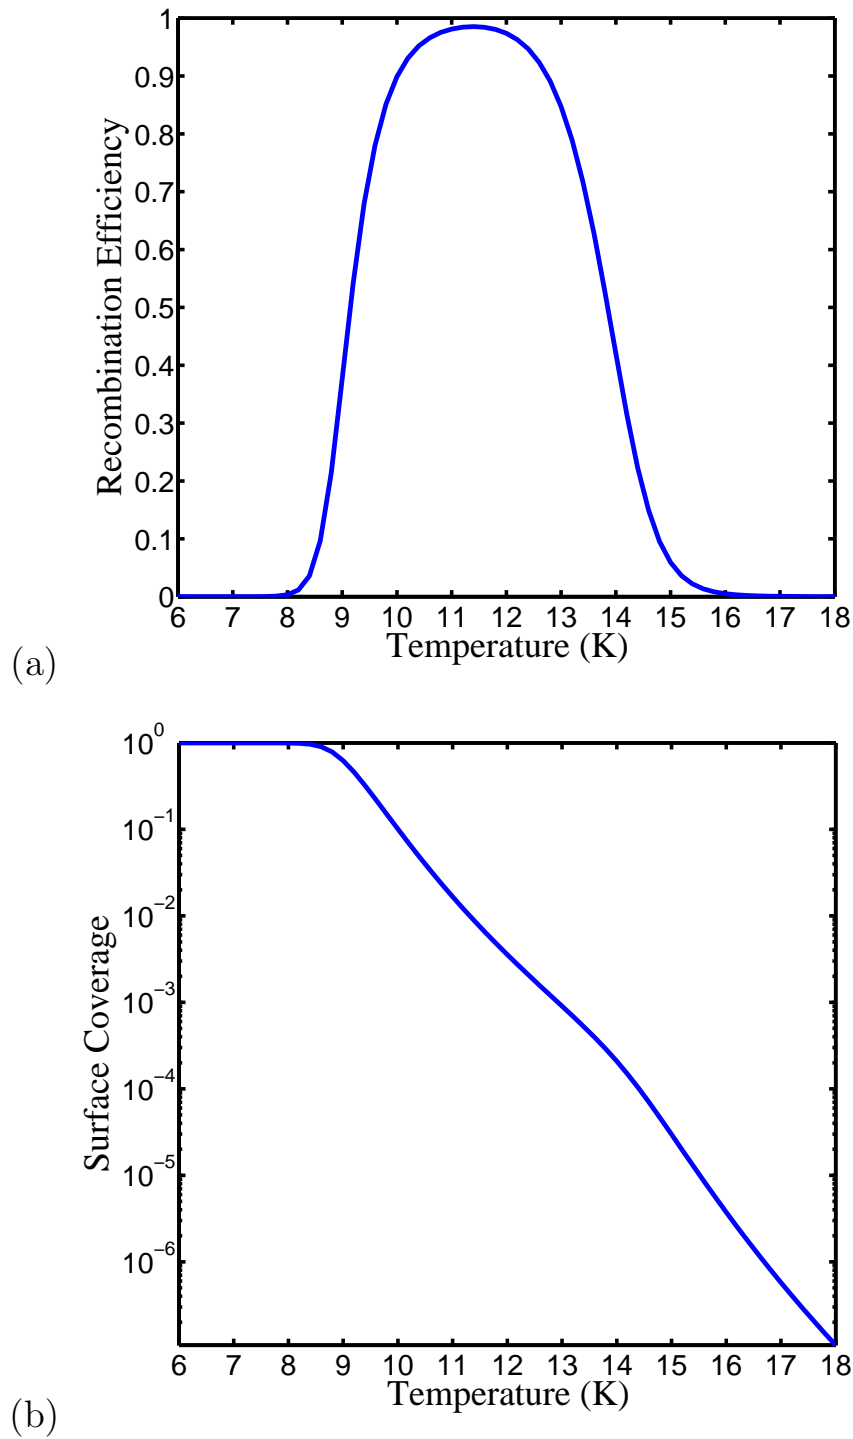 1
0.9
0.8
0.7
0.6
0.5
0.4
0.3
0.2
0.1
0
Recombination Efficiency
6 7 8 9 10 11 12 13 14 15 16 17 18
Temperature (K)
(a)
10⁰
10⁻¹
10⁻²
10⁻³
10⁻⁴
10⁻⁵
10⁻⁶
Surface Coverage
6 7 8 9 10 11 12 13 14 15 16 17 18
Temperature (K)
(b)